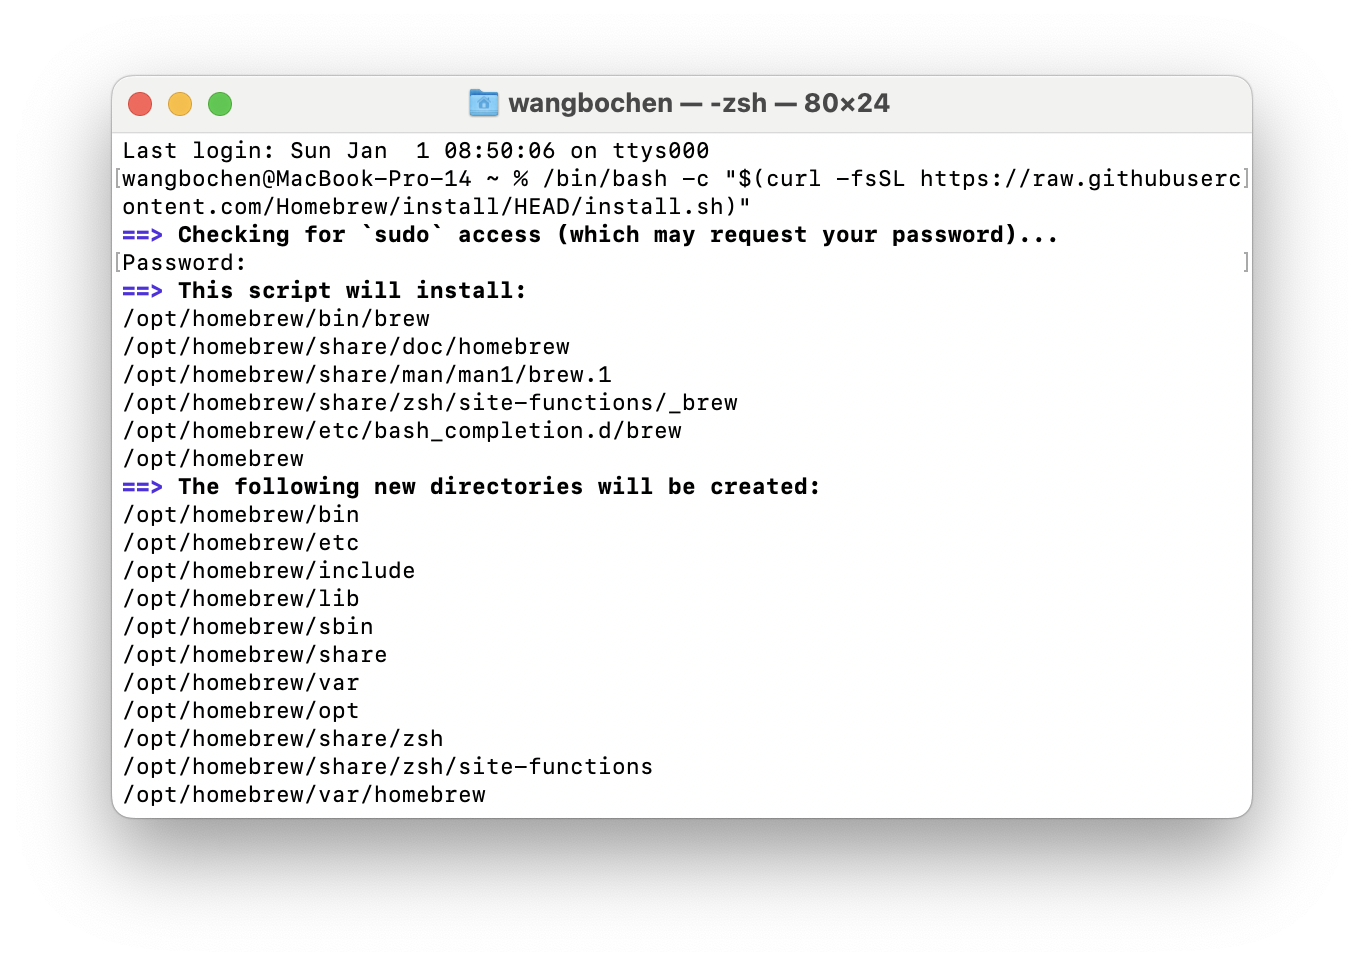 wangbochen — -zsh — 80×24
Last login: Sun Jan  1 08:50:06 on ttys000
[wangbochen@MacBook-Pro-14 ~ % /bin/bash -c "$(curl -fsSL https://raw.githubuserc]
ontent.com/Homebrew/install/HEAD/install.sh)"
==> Checking for `sudo` access (which may request your password)...
[Password:]
==> This script will install:
/opt/homebrew/bin/brew
/opt/homebrew/share/doc/homebrew
/opt/homebrew/share/man/man1/brew.1
/opt/homebrew/share/zsh/site-functions/_brew
/opt/homebrew/etc/bash_completion.d/brew
/opt/homebrew
==> The following new directories will be created:
/opt/homebrew/bin
/opt/homebrew/etc
/opt/homebrew/include
/opt/homebrew/lib
/opt/homebrew/sbin
/opt/homebrew/share
/opt/homebrew/var
/opt/homebrew/opt
/opt/homebrew/share/zsh
/opt/homebrew/share/zsh/site-functions
/opt/homebrew/var/homebrew